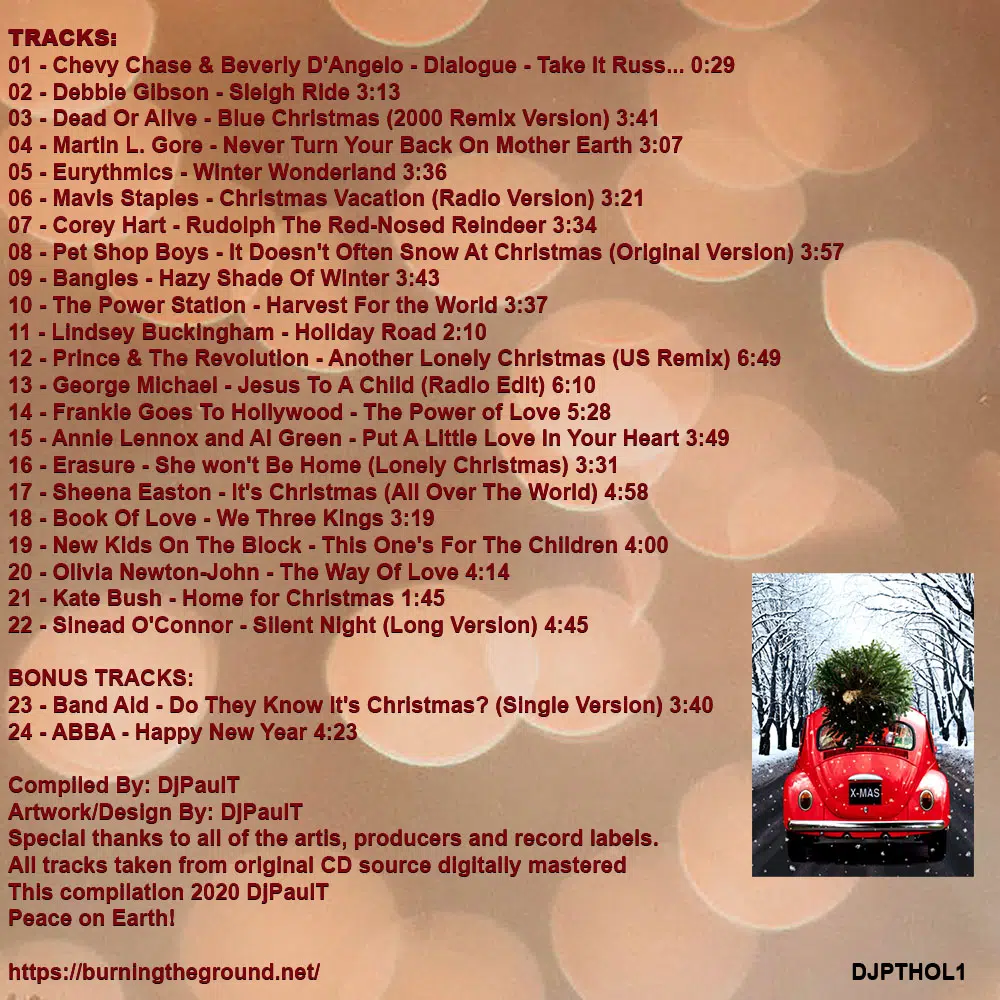 TRACKS:
01 - Chevy Chase & Beverly D'Angelo - Dialogue - Take It Russ... 0:29
02 - Debbie Gibson - Sleigh Ride 3:13
03 - Dead Or Alive - Blue Christmas (2000 Remix Version) 3:41
04 - Martin L. Gore - Never Turn Your Back On Mother Earth 3:07
05 - Eurythmics - Winter Wonderland 3:36
06 - Mavis Staples - Christmas Vacation (Radio Version) 3:21
07 - Corey Hart - Rudolph The Red-Nosed Reindeer 3:34
08 - Pet Shop Boys - It Doesn't Often Snow At Christmas (Original Version) 3:57
09 - Bangles - Hazy Shade Of Winter 3:43
10 - The Power Station - Harvest For the World 3:37
11 - Lindsey Buckingham - Holiday Road 2:10
12 - Prince & The Revolution - Another Lonely Christmas (US Remix) 6:49
13 - George Michael - Jesus To A Child (Radio Edit) 6:10
14 - Frankie Goes To Hollywood - The Power of Love 5:28
15 - Annie Lennox and Al Green - Put A Little Love In Your Heart 3:49
16 - Erasure - She won't Be Home (Lonely Christmas) 3:31
17 - Sheena Easton - It's Christmas (All Over The World) 4:58
18 - Book Of Love - We Three Kings 3:19
19 - New Kids On The Block - This One's For The Children 4:00
20 - Olivia Newton-John - The Way Of Love 4:14
21 - Kate Bush - Home for Christmas 1:45
22 - Sinead O'Connor - Silent Night (Long Version) 4:45
BONUS TRACKS:
23 - Band Aid - Do They Know It's Christmas? (Single Version) 3:40
24 - ABBA - Happy New Year 4:23
Compiled By: DjPaulT
Artwork/Design By: DjPaulT
Special thanks to all of the artis, producers and record labels.
All tracks taken from original CD source digitally mastered
This compilation 2020 DjPaulT
Peace on Earth!
X-MAS
https://burningtheground.net/
DJPTHOL1